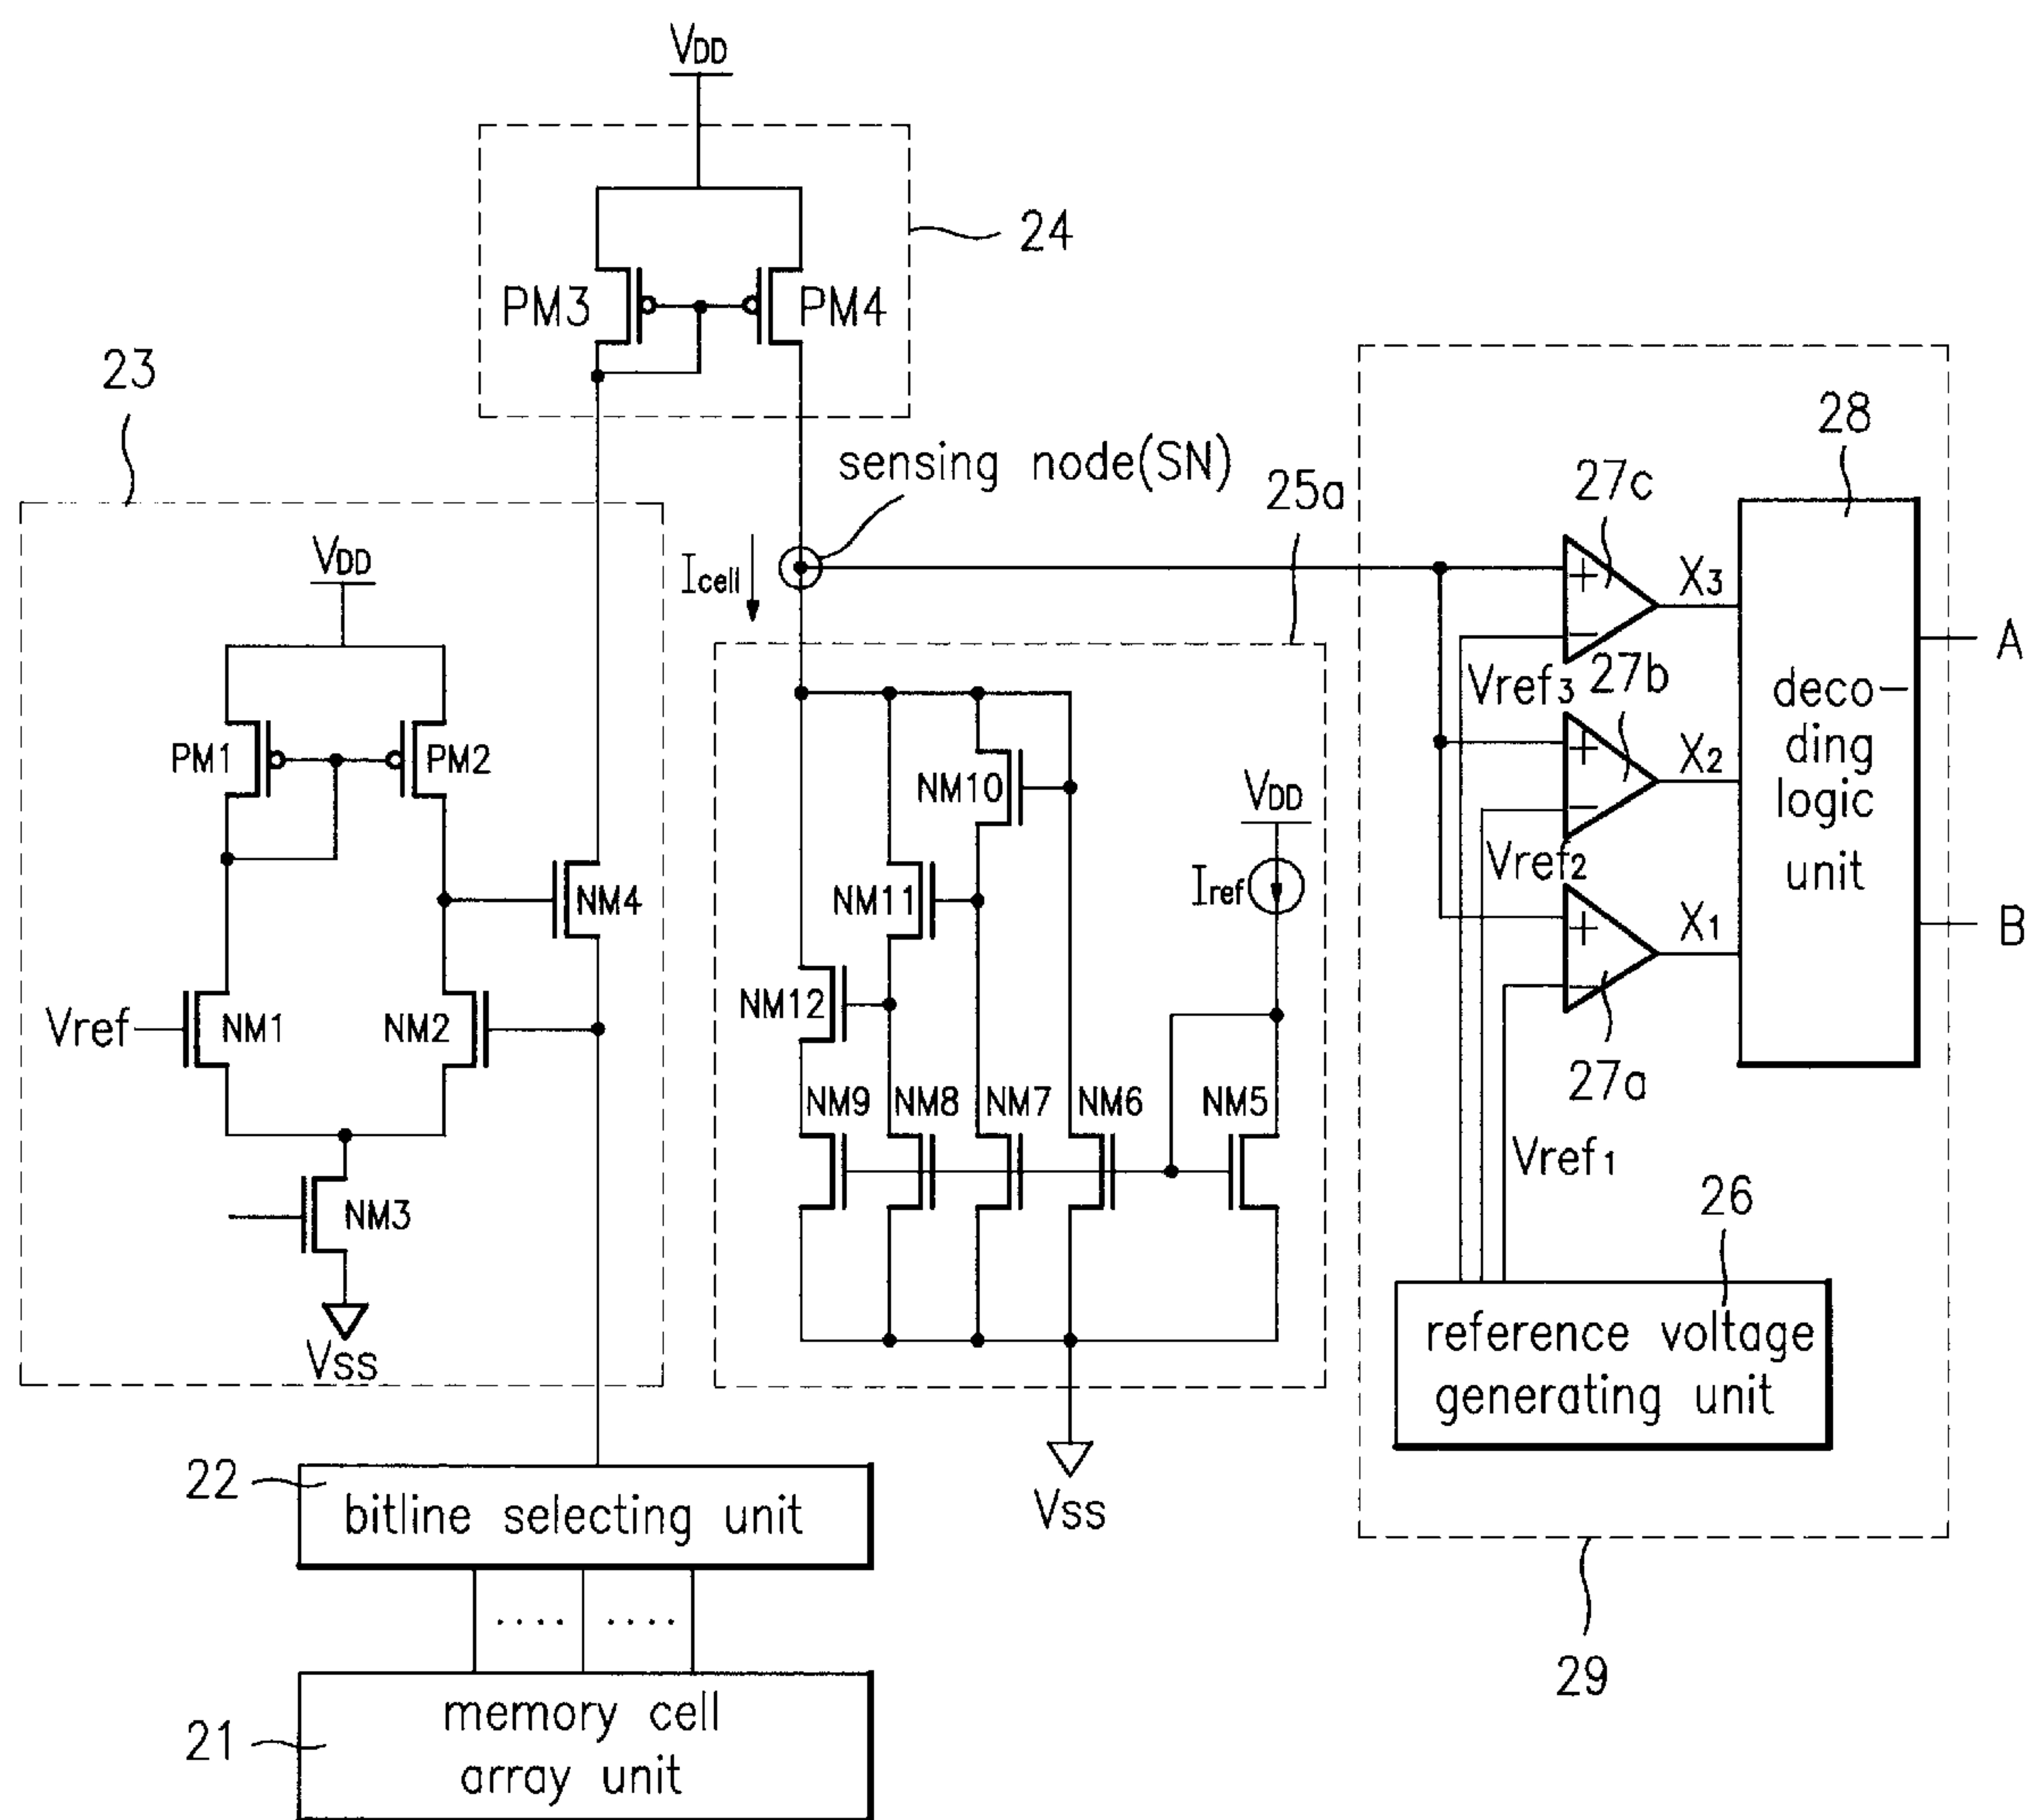 VDD
24
PM3
PM4
23
sensing node(SN)
25a
28
27c
VDD
Icell
X3
A
Vref3
27b
deco-
ding
logic
unit
PM1
PM2
NM10
VDD
X2
Vref2
NM4
NM11
Iref
X1
B
Vref
NM1
NM2
NM12
27a
NM9
NM8
NM7
NM6
NM5
Vref1
NM3
26
VSS
reference voltage
generating unit
22
bitline selecting unit
VSS
.... ....
29
21
memory cell
array unit